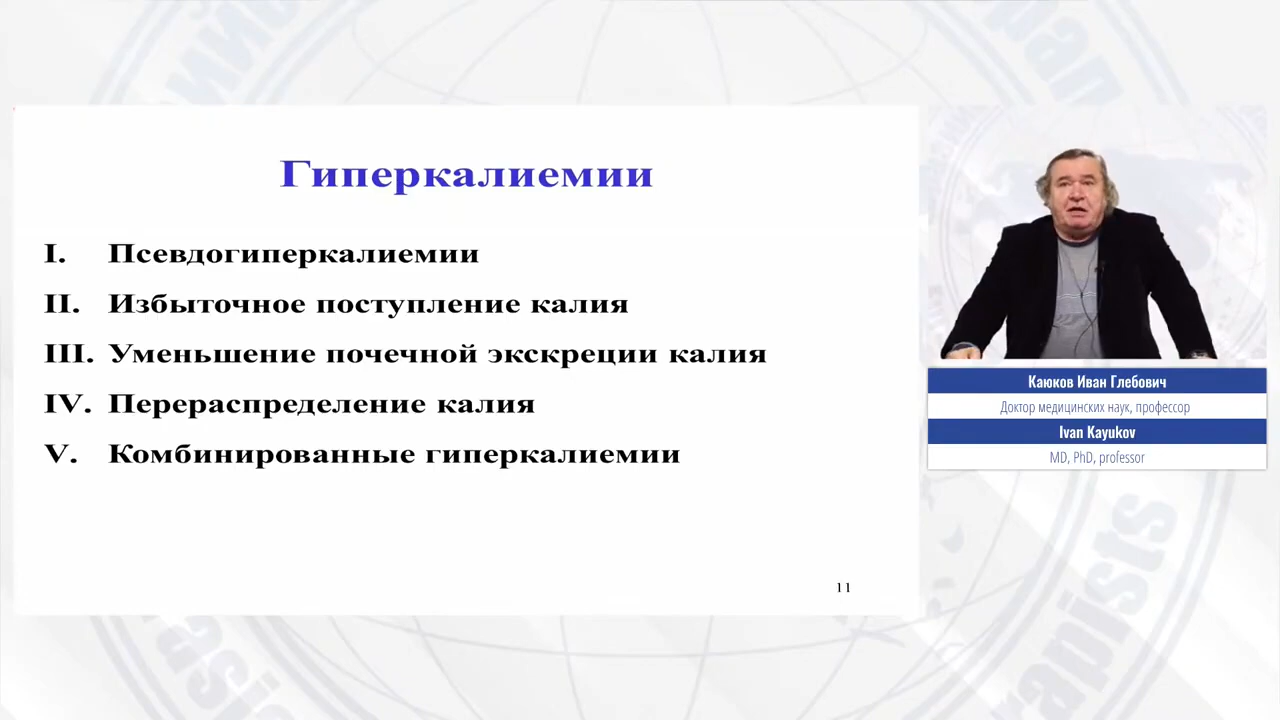 Гиперкалиемии
I. Псевдогиперкалиемии
II. Избыточное поступление калия
III. Уменьшение почечной экскреции калия
IV. Перераспределение калия
V. Комбинированные гиперкалиемии
11
Каюков Иван Глебович
Доктор медицинских наук, профессор
Ivan Kayukov
MD, PhD, professor